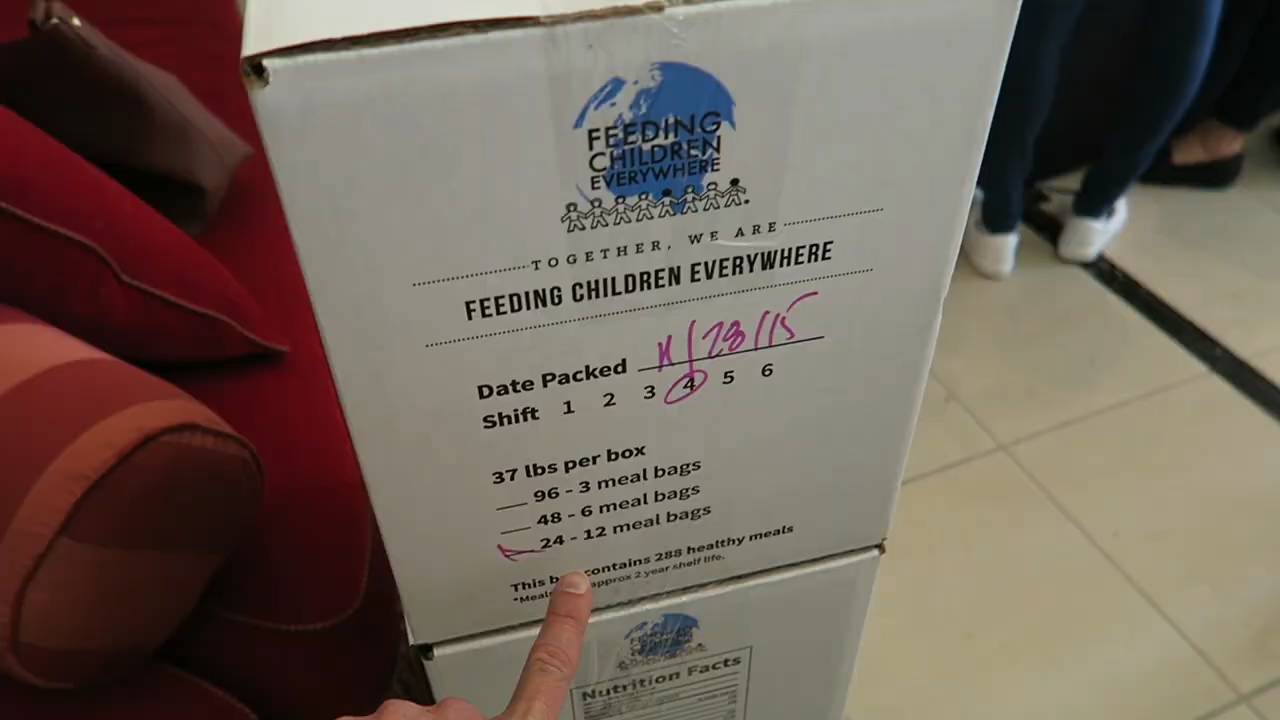 FEEDING
CHILDREN
EVERYWHERE
TOGETHER, WE ARE
FEEDING CHILDREN EVERYWHERE
Date Packed 11/28/15
Shift 1 2 3 4 5 6
37 lbs per box
96 - 3 meal bags
48 - 6 meal bags
24 - 12 meal bags
This contains 288 healthy meals
approx 2 year shelf life.
Nutrition Facts